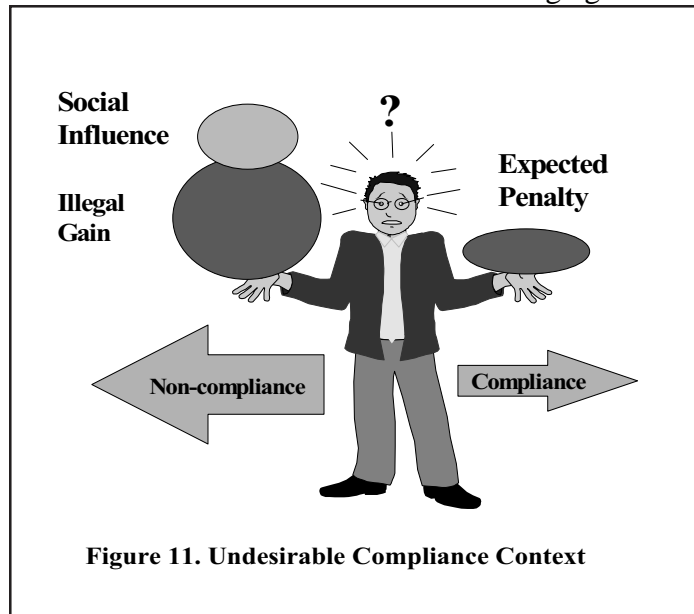 ?
Social
Influence
Expected
Penalty
Illegal
Gain
Non-compliance
Compliance
Figure 11. Undesirable Compliance Context